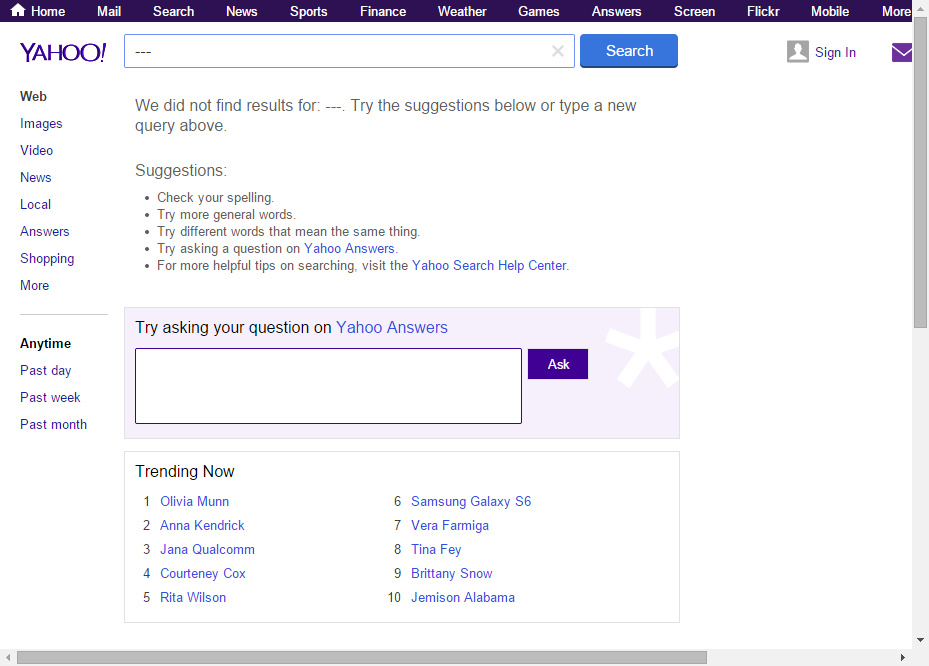 Home Mail Search News Sports Finance Weather Games Answers Screen Flickr Mobile More
YAHOO! --- Search Sign In
Web
Images
Video
News
Local
Answers
Shopping
More
Anytime
Past day
Past week
Past month
We did not find results for: ---. Try the suggestions below or type a new
query above.
Suggestions:
• Check your spelling.
• Try more general words.
• Try different words that mean the same thing.
• Try asking a question on Yahoo Answers.
• For more helpful tips on searching, visit the Yahoo Search Help Center.
Try asking your question on Yahoo Answers
Ask
Trending Now
1 Olivia Munn
2 Anna Kendrick
3 Jana Qualcomm
4 Courteney Cox
5 Rita Wilson
6 Samsung Galaxy S6
7 Vera Farmiga
8 Tina Fey
9 Brittany Snow
10 Jemison Alabama